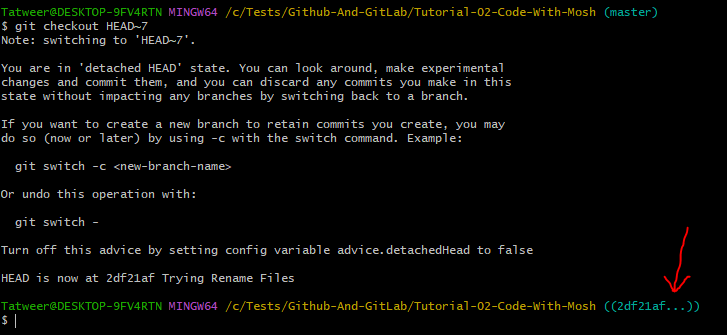 Tatweer@DESKTOP-9FV4RTN MINGW64 /c/Tests/Github-And-GitLab/Tutorial-02-Code-With-Mosh (master)
$ git checkout HEAD~7
Note: switching to 'HEAD~7'.
You are in 'detached HEAD' state. You can look around, make experimental
changes and commit them, and you can discard any commits you make in this
state without impacting any branches by switching back to a branch.
If you want to create a new branch to retain commits you create, you may
do so (now or later) by using -c with the switch command. Example:
git switch -c <new-branch-name>
Or undo this operation with:
git switch -
Turn off this advice by setting config variable advice.detachedHead to false
HEAD is now at 2df21af Trying Rename Files
Tatweer@DESKTOP-9FV4RTN MINGW64 /c/Tests/Github-And-GitLab/Tutorial-02-Code-With-Mosh ((2df21af...))
$